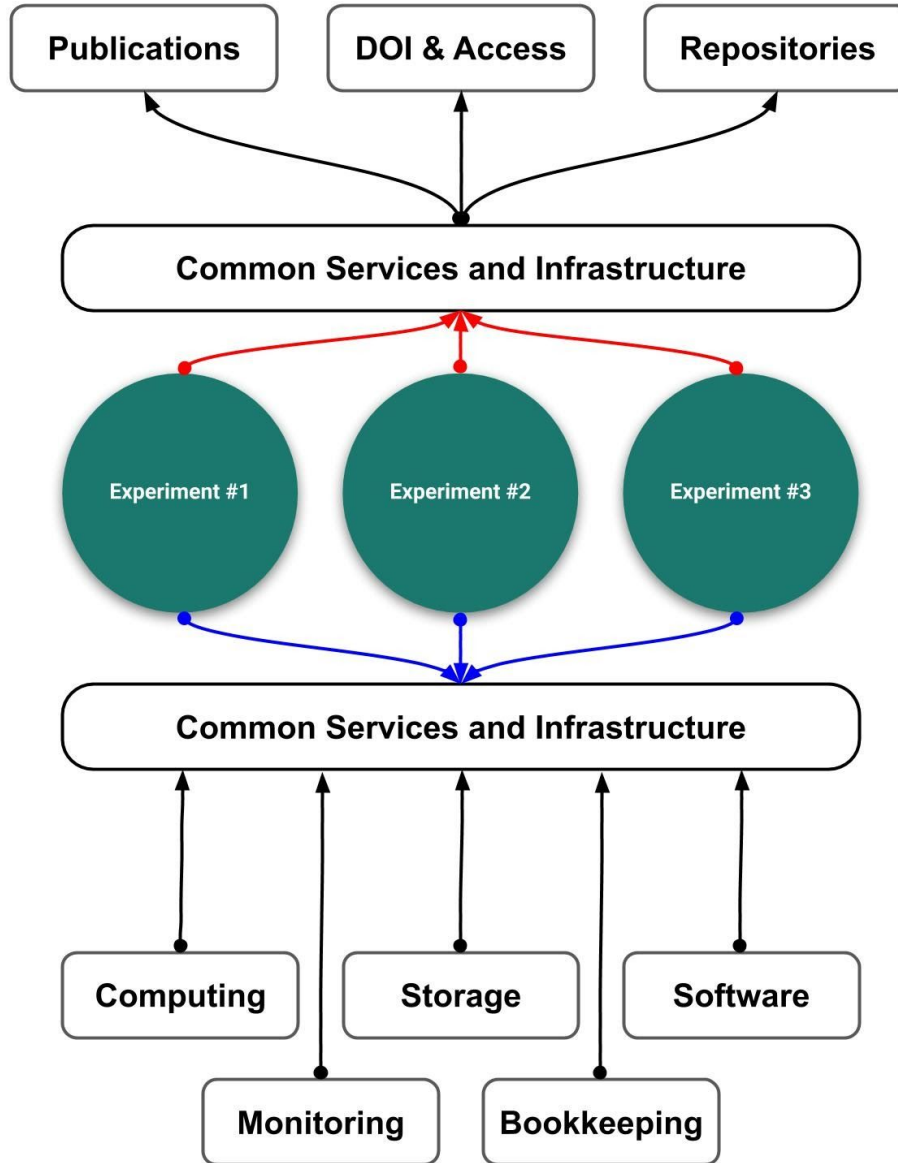 Publications
DOI & Access
Repositories
Common Services and Infrastructure
Experiment #1
Experiment #2
Experiment #3
Common Services and Infrastructure
Computing
Storage
Software
Monitoring
Bookkeeping